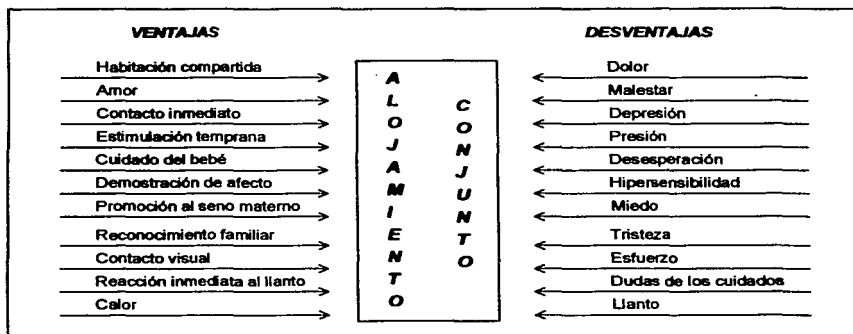 VENTAJAS
Habitación compartida
Amor
Contacto inmediato
Estimulación temprana
Cuidado del bebé
Demostración de afecto
Promoción al seno materno
Reconocimiento familiar
Contacto visual
Reacción inmediata al llanto
Calor
ALOJAMIENTO
CONJUNTO
DESVENTAJAS
Dolor
Malestar
Depresión
Presión
Desesperación
Hipersensibilidad
Miedo
Tristeza
Esfuerzo
Dudas de los cuidados
Llanto